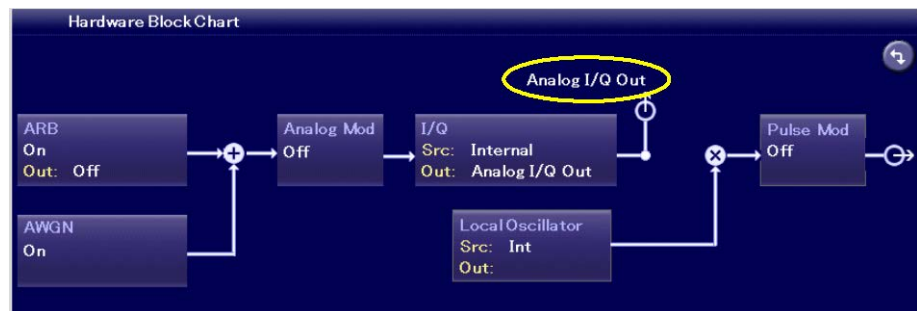 Hardware Block Chart
Analog I/Q Out
ARB
On
Out: Off
Analog Mod
Off
I/Q
Src: Internal
Out: Analog I/Q Out
Pulse Mod
Off
AWGN
On
Local Oscillator
Src: Int
Out: